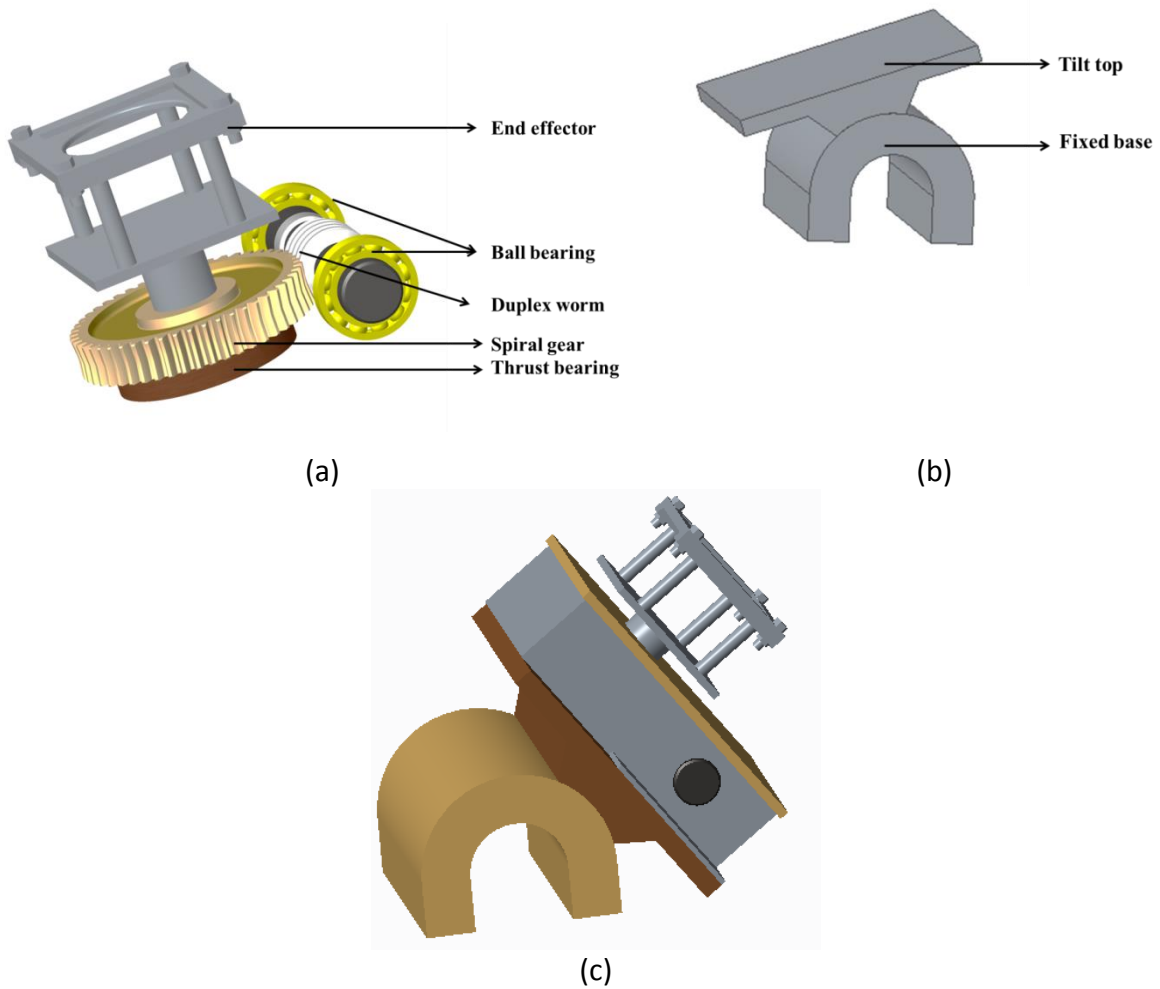 End effector
Ball bearing
Duplex worm
Spiral gear
Thrust bearing
(a)
Tilt top
Fixed base
(b)
(c)